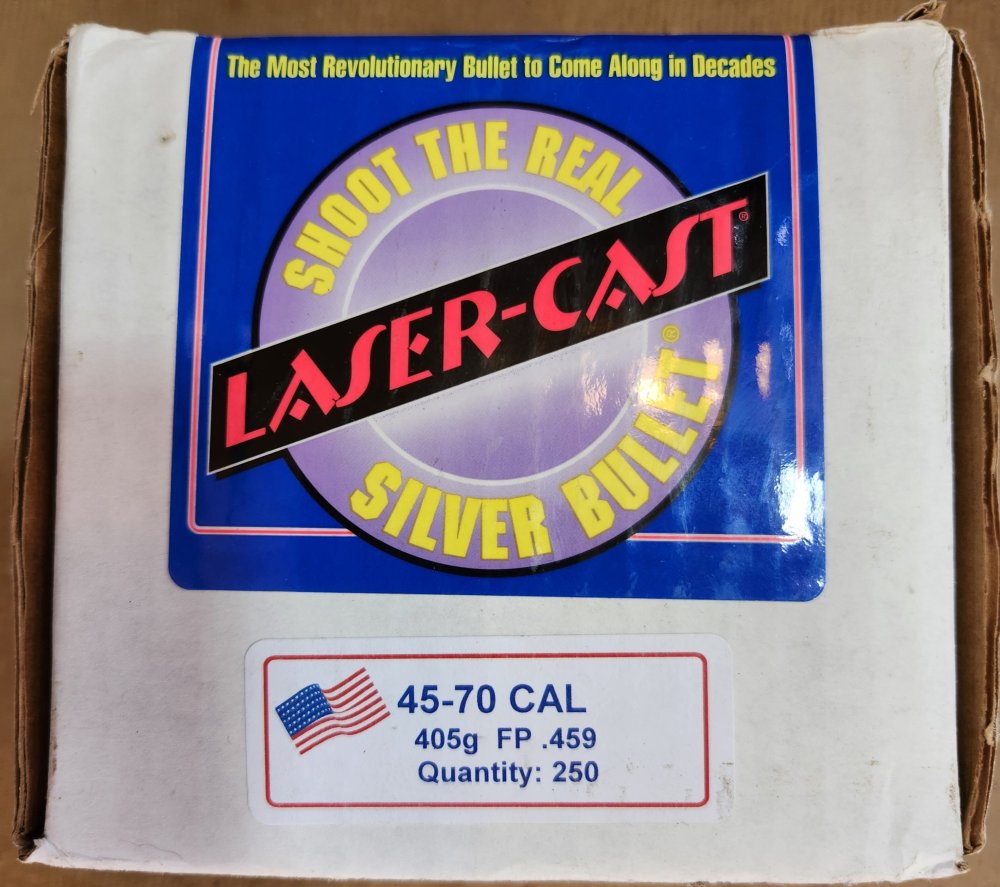 The Most Revolutionary Bullet to Come Along in Decades
SHOOT THE REAL
LASER-CAST®
SILVER BULLET®
45-70 CAL
405g FP .459
Quantity: 250